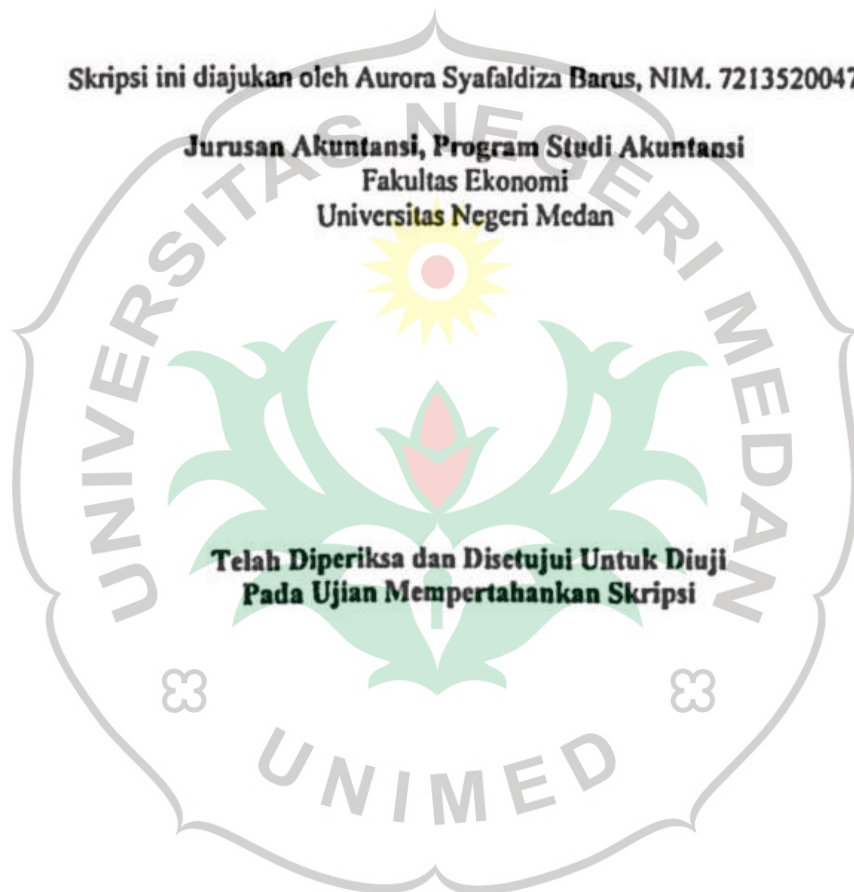 Skripsi ini diajukan oleh Aurora Syafaldiza Barus, NIM. 7213520047
Jurusan Akuntansi, Program Studi Akuntansi
Fakultas Ekonomi
Universitas Negeri Medan
Telah Diperiksa dan Disetujui Untuk Diuji
Pada Ujian Mempertahankan Skripsi
UNIVERSITAS NEGERI MEDAN
UNIMED